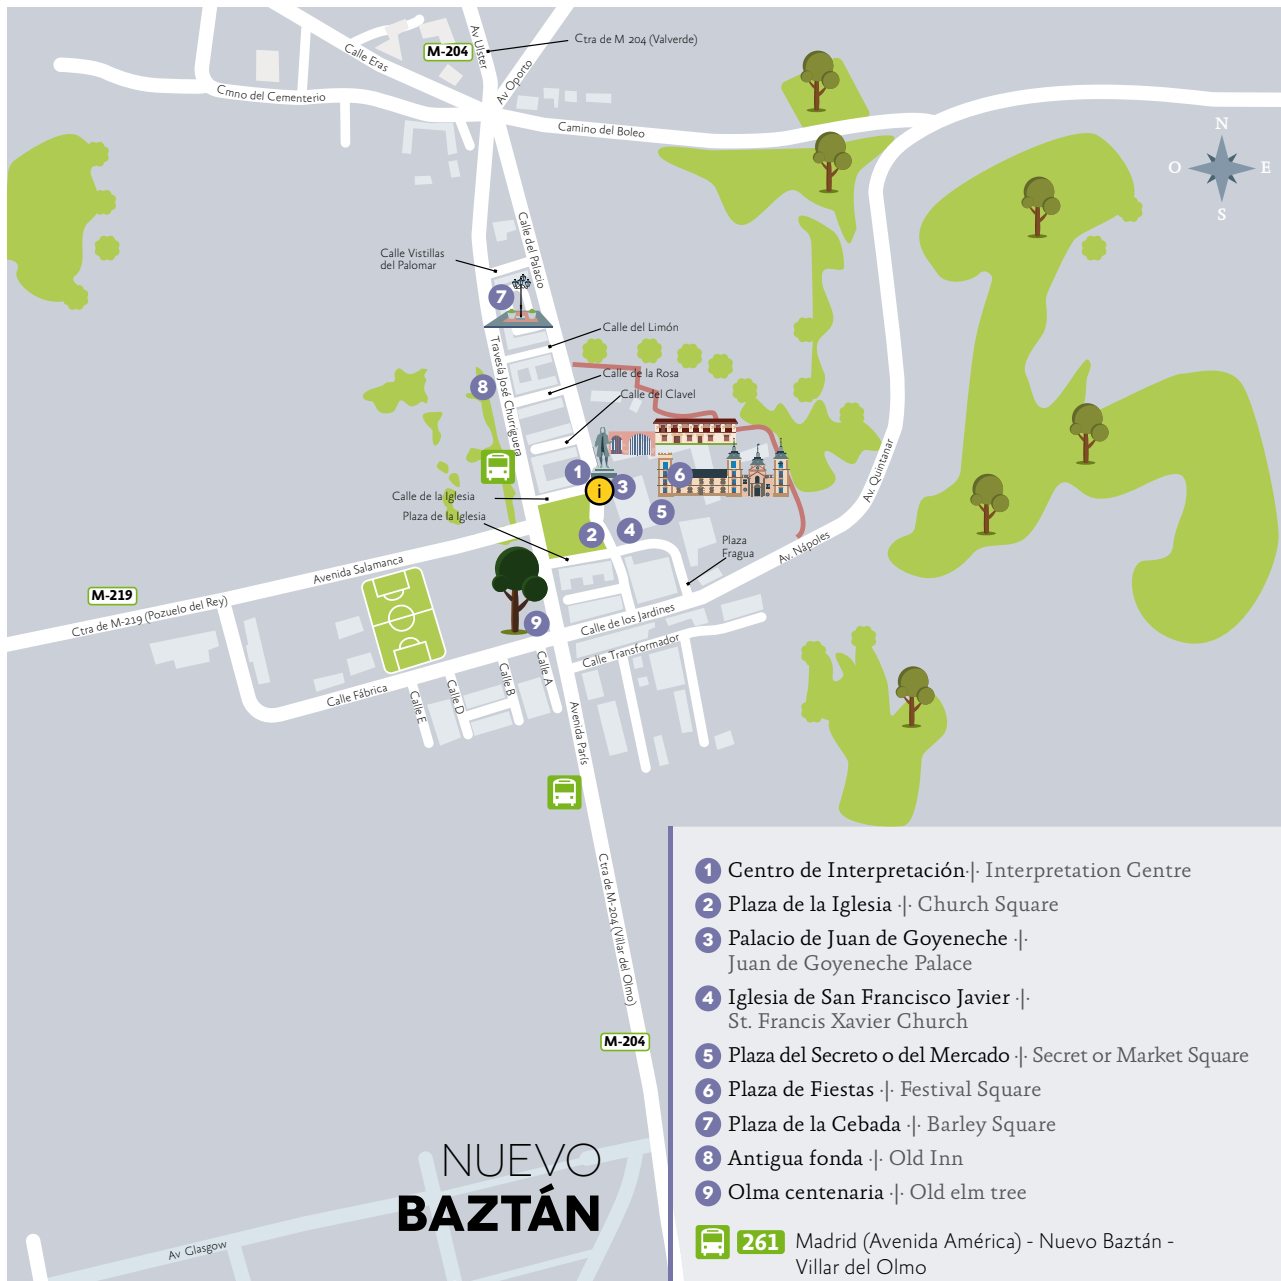 Ctra de M 204 (Valverde)
Av Ulster
M-204
Calle Eras
Av Oporto
Cmno del Cementerio
Camino del Boleo
N
O
E
S
Calle del Palacio
Calle Vistillas
del Palomar
7
Calle del Limón
Travesía José Churriguera
Calle de la Rosa
8
Calle del Clavel
Av. Quintanar
1
6
3
i
Calle de la Iglesia
5
Plaza de la Iglesia
4
2
Plaza
Fragua
Av. Nápoles
Avenida Salamanca
M-219
Ctra de M-219 (Pozuelo del Rey)
9
Calle de los Jardines
Calle Transformador
Calle A
Calle B
Calle D
Calle E
Calle Fábrica
Avenida París
Ctra de M-204 (Villar del Olmo)
M-204
NUEVO
BAZTÁN
Av Glasgow
1 Centro de Interpretación ·|· Interpretation Centre
2 Plaza de la Iglesia ·|· Church Square
3 Palacio de Juan de Goyeneche ·|·
Juan de Goyeneche Palace
4 Iglesia de San Francisco Javier ·|·
St. Francis Xavier Church
5 Plaza del Secreto o del Mercado ·|· Secret or Market Square
6 Plaza de Fiestas ·|· Festival Square
7 Plaza de la Cebada ·|· Barley Square
8 Antigua fonda ·|· Old Inn
9 Olma centenaria ·|· Old elm tree
261 Madrid (Avenida América) - Nuevo Baztán -
Villar del Olmo